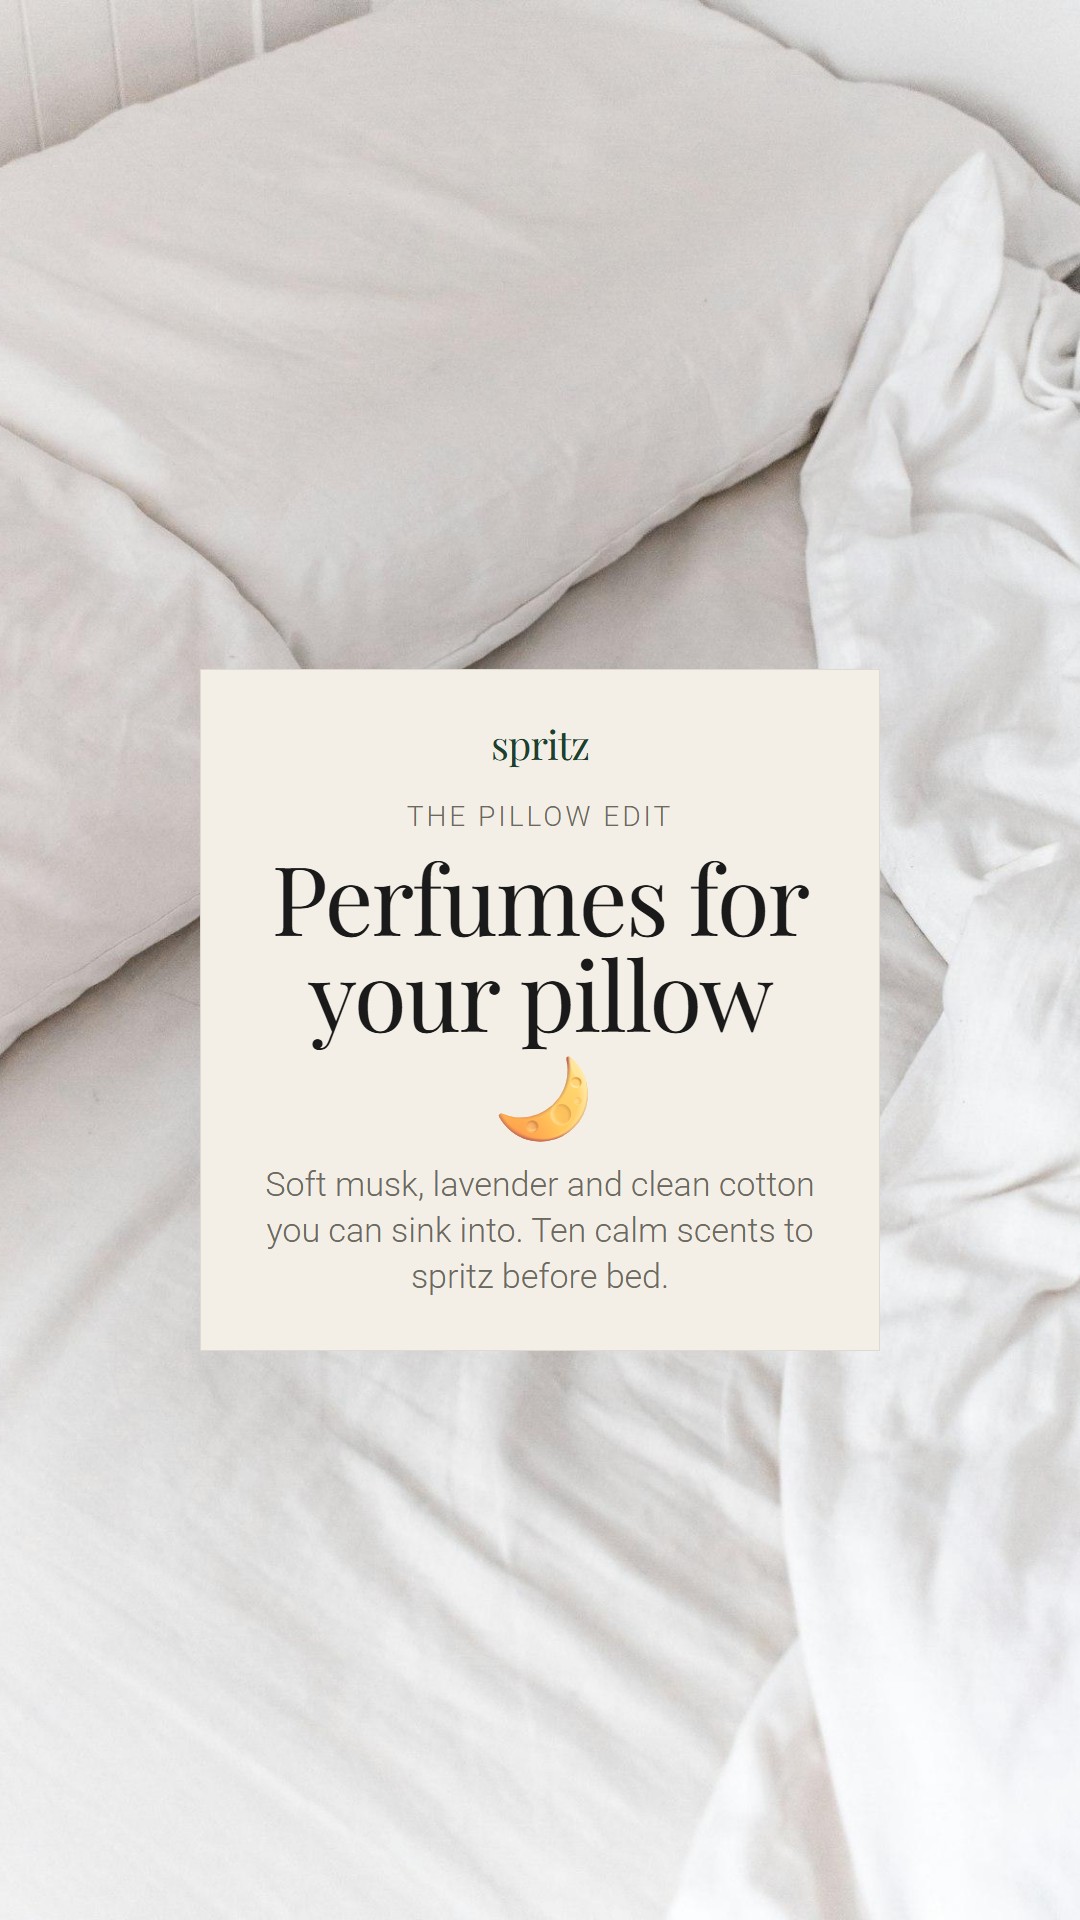 spritz
THE PILLOW EDIT
Perfumes for
your pillow
🌙
Soft musk, lavender and clean cotton
you can sink into. Ten calm scents to
spritz before bed.